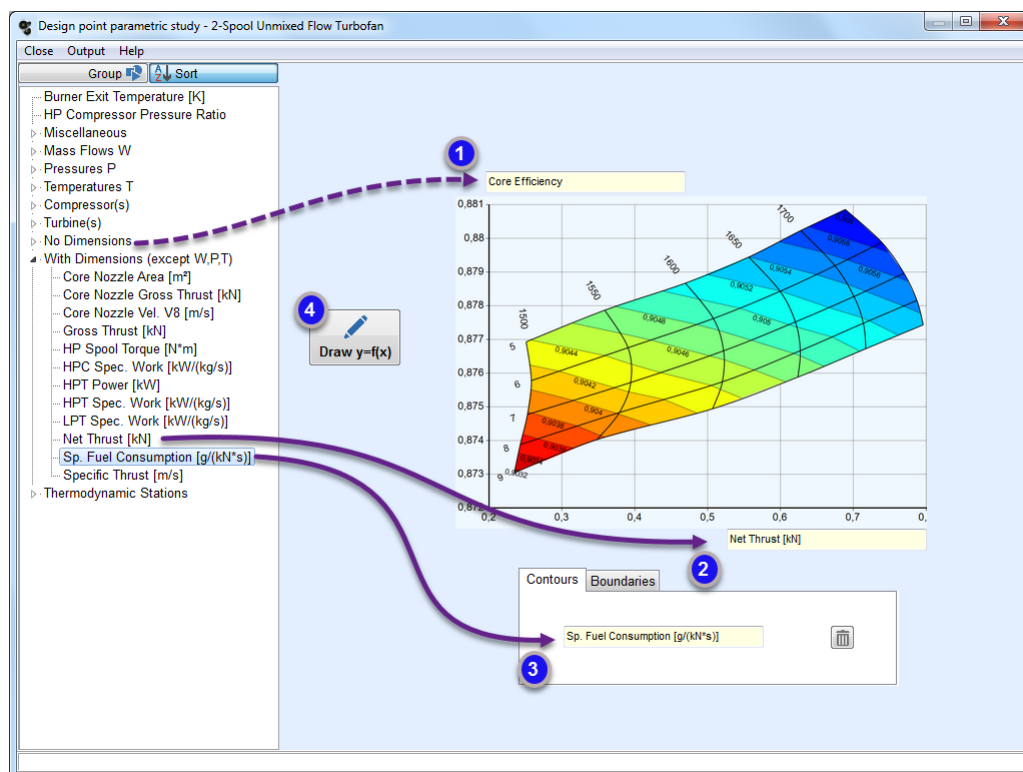 Design point parametric study - 2-Spool Unmixed Flow Turbofan
Close Output Help
Group Sort
Burner Exit Temperature [K]
HP Compressor Pressure Ratio
Miscellaneous
Mass Flows W
Pressures P
Temperatures T
Compressor(s)
Turbine(s)
No Dimensions
With Dimensions (except W,P,T)
Core Nozzle Area [m²]
Core Nozzle Gross Thrust [kN]
Core Nozzle Vel. V8 [m/s]
Gross Thrust [kN]
HP Spool Torque [N*m]
HPC Spec. Work [kW/(kg/s)]
HPT Power [kW]
HPT Spec. Work [kW/(kg/s)]
LPT Spec. Work [kW/(kg/s)]
Net Thrust [kN]
Sp. Fuel Consumption [g/(kN*s)]
Specific Thrust [m/s]
Thermodynamic Stations
1
Core Efficiency
0,881
0,88
0,879
0,878
0,877
0,876
0,875
0,874
0,873
0,872
1500
1550
1600
1650
1700
5
6
7
8
9
0,9058
0,9056
0,9054
0,9052
0,905
0,9048
0,9046
0,9044
0,9042
0,904
0,9038
0,9032
0,2 0,3 0,4 0,5 0,6 0,7 0,
4
Draw y=f(x)
Net Thrust [kN]
2
Contours Boundaries
Sp. Fuel Consumption [g/(kN*s)]
3